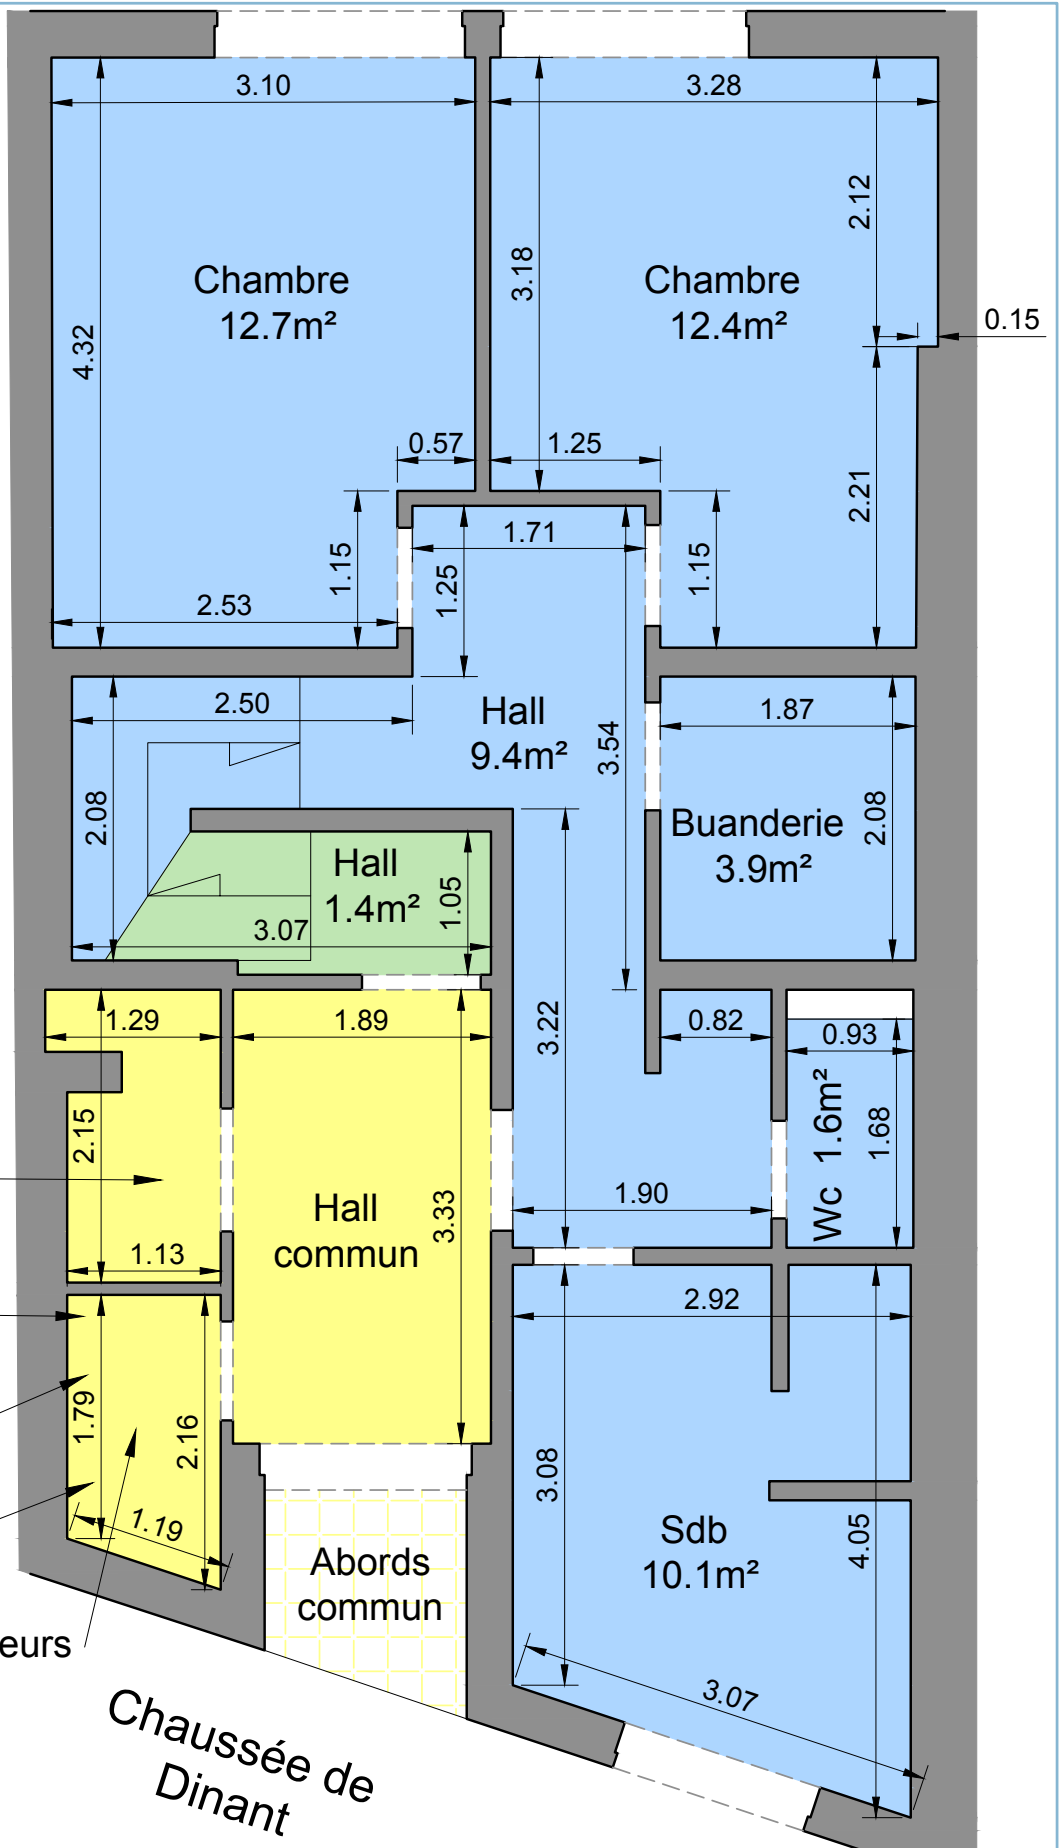 3.10
3.28
2.12
3.18
Chambre
12.7m²
Chambre
12.4m²
0.15
4.32
0.57
1.25
2.21
1.71
1.15
1.25
1.15
2.53
2.50
Hall
9.4m²
3.54
1.87
2.08
Buanderie
3.9m²
2.08
Hall
1.4m²
1.05
3.07
1.29
1.89
3.22
0.82
0.93
2.15
Wc 1.6m²
1.68
Hall
commun
3.33
1.90
1.13
2.92
1.79
2.16
3.08
1.19
Sdb
10.1m²
4.05
Abords
commun
eurs
3.07
Chaussée de
Dinant